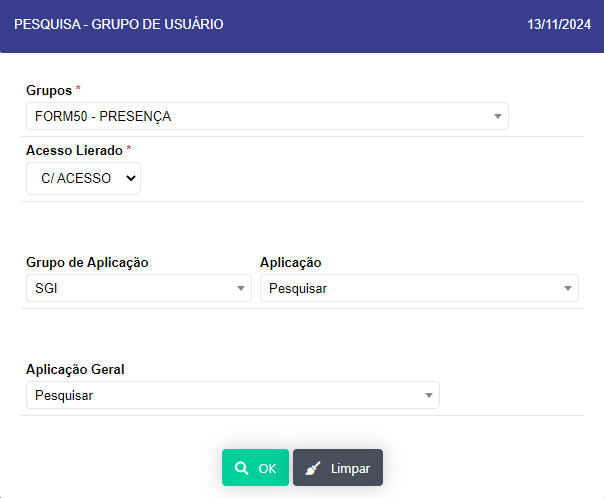 PESQUISA - GRUPO DE USUÁRIO 13/11/2024
Grupos *
FORM50 - PRESENÇA
Acesso Lierado *
C/ ACESSO
Grupo de Aplicação Aplicação
SGI Pesquisar
Aplicação Geral
Pesquisar
OK Limpar